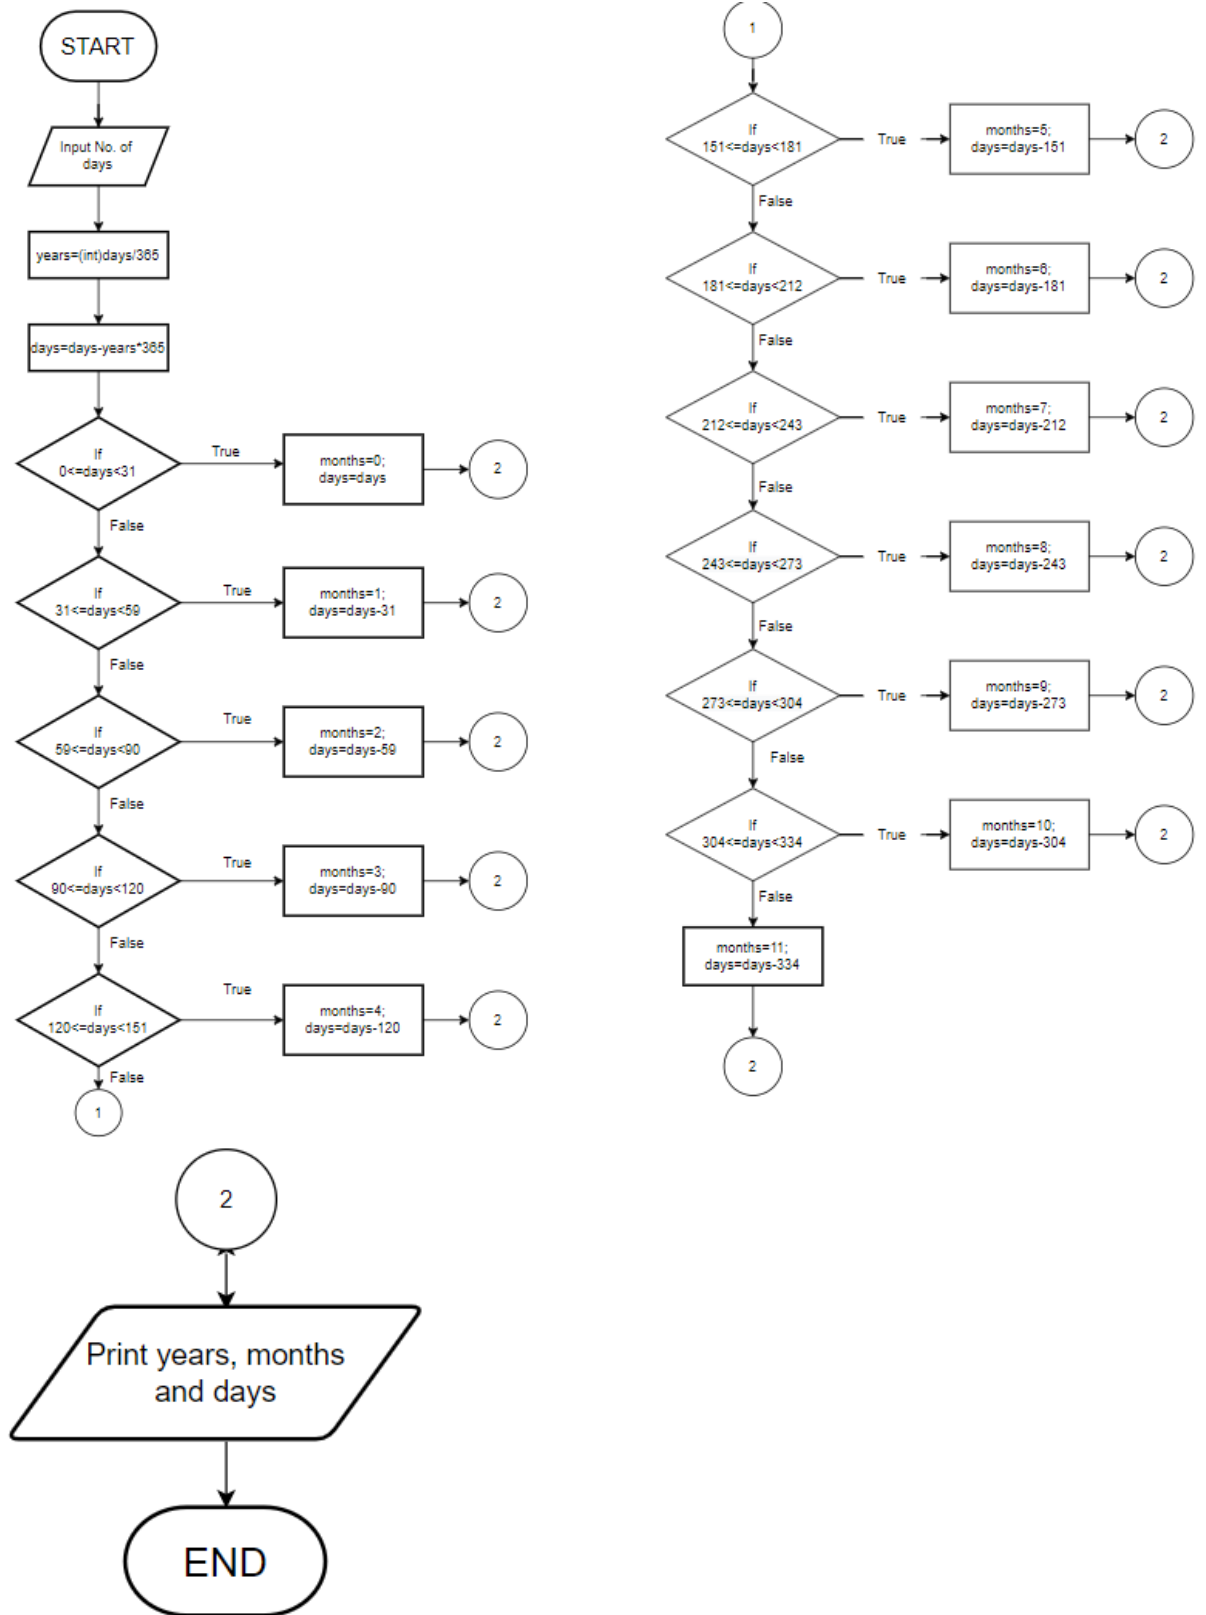 START
Input No. of
days
years=(int)days/365
days=days-years*365
If
0<=days<31
True
months=0;
days=days
2
False
If
31<=days<59
True
months=1;
days=days-31
2
False
If
59<=days<90
True
months=2;
days=days-59
2
False
If
90<=days<120
True
months=3;
days=days-90
2
False
If
120<=days<151
True
months=4;
days=days-120
2
False
1
1
If
151<=days<181
True
months=5;
days=days-151
2
False
If
181<=days<212
True
months=6;
days=days-181
2
False
If
212<=days<243
True
months=7;
days=days-212
2
False
If
243<=days<273
True
months=8;
days=days-243
2
False
If
273<=days<304
True
months=9;
days=days-273
2
False
If
304<=days<334
True
months=10;
days=days-304
2
False
months=11;
days=days-334
2
2
Print years, months
and days
END